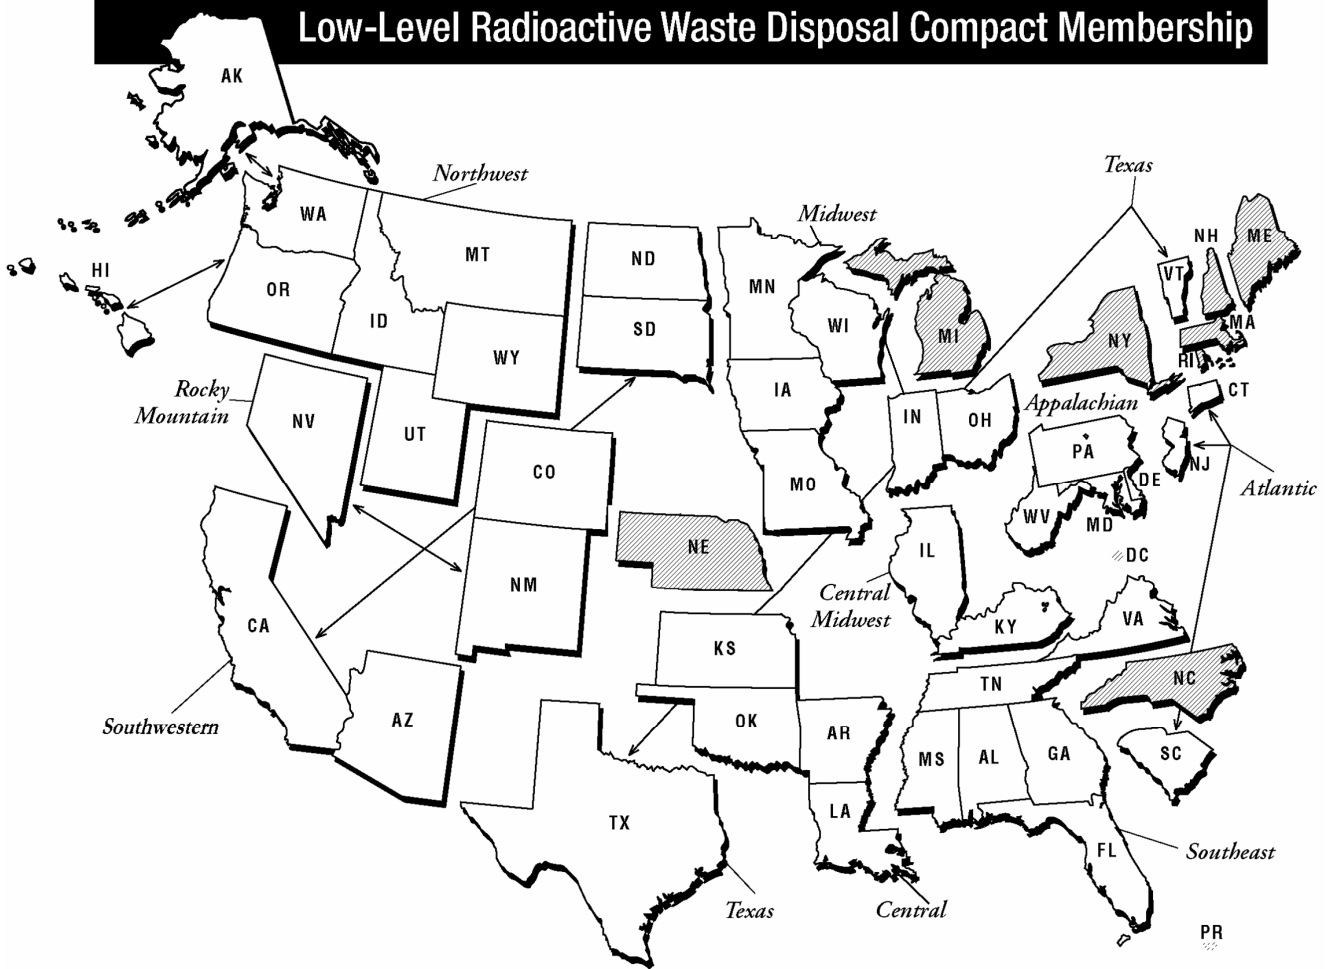 Low-Level Radioactive Waste Disposal Compact Membership
AK
Northwest
Texas
Midwest
WA
MT
ND
MN
NH
ME
HI
OR
ID
SD
WI
MI
VT
WY
NY
MA
RI
Rocky
Mountain
NV
UT
IA
IN
OH
Appalachian
CT
CO
MO
PA
NJ
DE
Atlantic
NM
NE
IL
WV
MD
DC
CA
Central
Midwest
KS
KY
VA
TN
NC
Southwestern
AZ
OK
AR
MS
AL
GA
SC
TX
LA
FL
Southeast
Texas
Central
PR